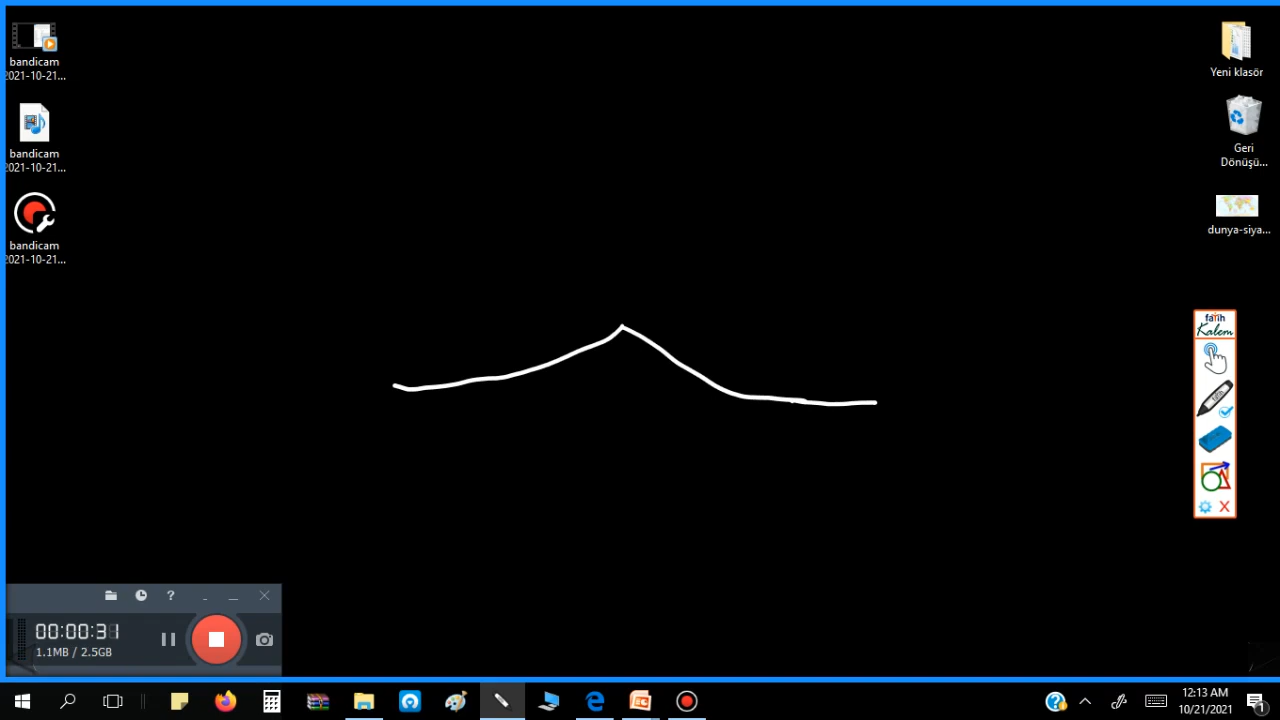 bandicam
2021-10-21...
bandicam
2021-10-21...
bandicam
2021-10-21...
Yeni klasör
Geri
Dönüşü...
dunya-siya...
fatih
Kalem
?
00:00:31
1.1MB / 2.5GB
12:13 AM
10/21/2021
1